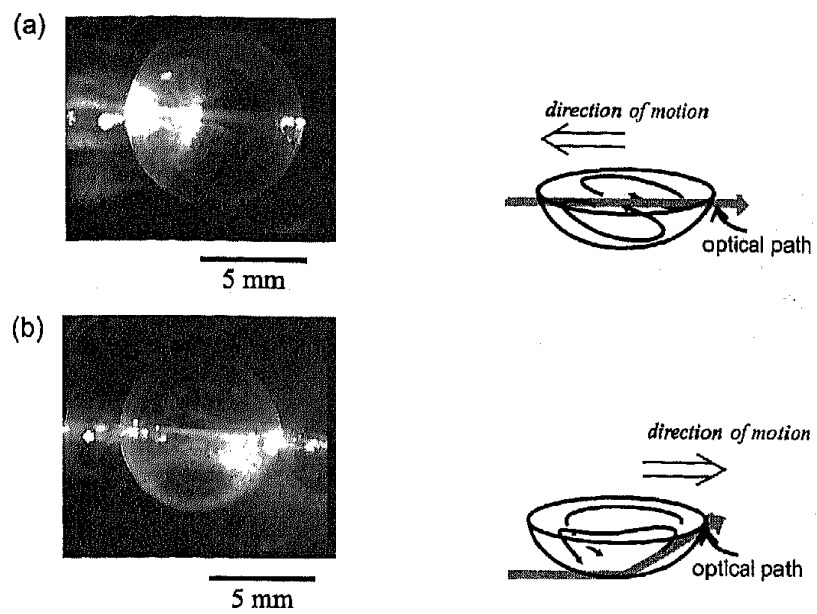 (a)
direction of motion
optical path
5 mm
(b)
direction of motion
optical path
5 mm